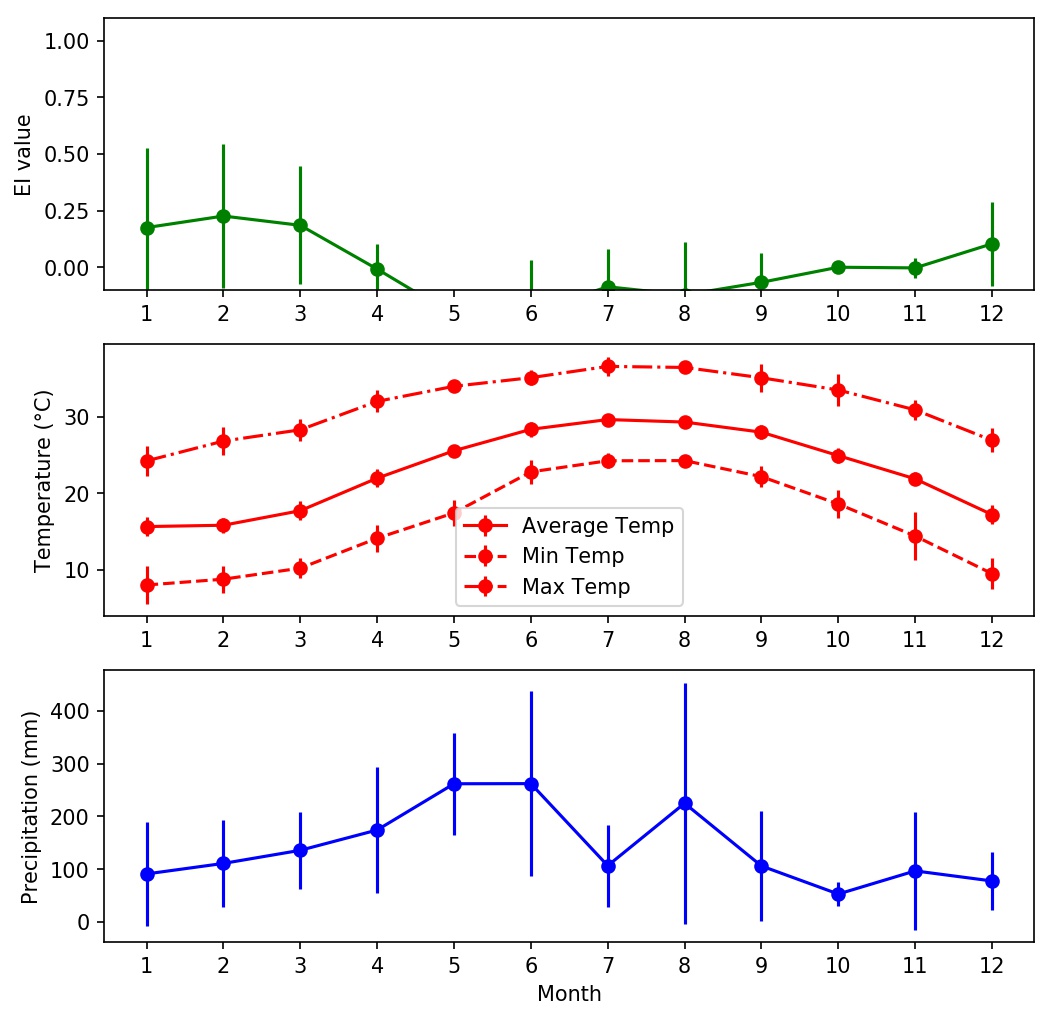 EI value
1.00
0.75
0.50
0.25
0.00
1 2 3 4 5 6 7 8 9 10 11 12
Temperature (°C)
30
20
10
Average Temp
Min Temp
Max Temp
1 2 3 4 5 6 7 8 9 10 11 12
Precipitation (mm)
400
300
200
100
0
1 2 3 4 5 6 7 8 9 10 11 12
Month